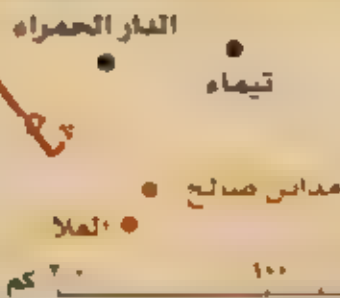 الدار الحمراء
تيماء
مدائن صالح
العلا
١٠٠
كم